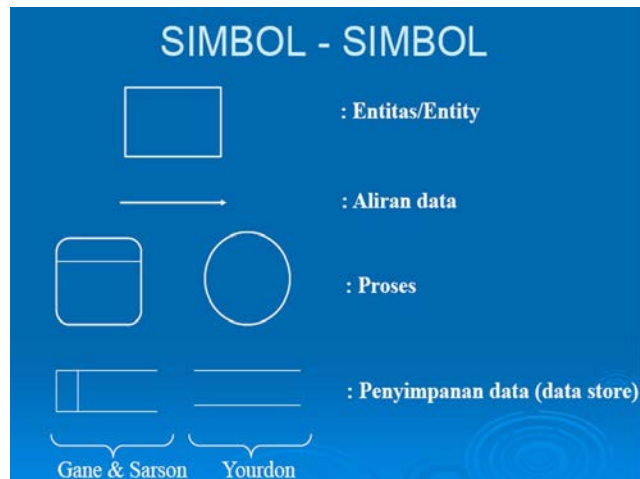 SIMBOL - SIMBOL
: Entitas/Entity
: Aliran data
: Proses
: Penyimpanan data (data store)
Gane & Sarson Yourdon